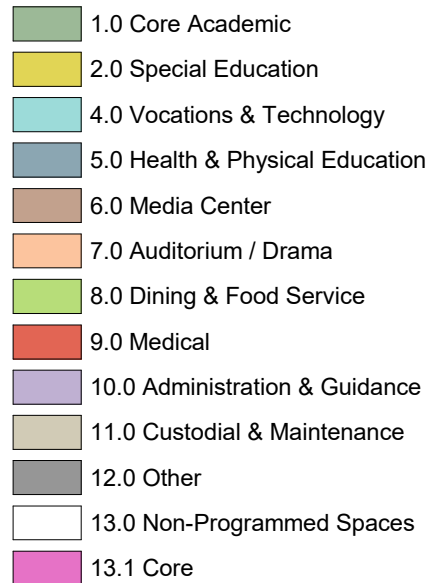 1.0 Core Academic
2.0 Special Education
4.0 Vocations & Technology
5.0 Health & Physical Education
6.0 Media Center
7.0 Auditorium / Drama
8.0 Dining & Food Service
9.0 Medical
10.0 Administration & Guidance
11.0 Custodial & Maintenance
12.0 Other
13.0 Non-Programmed Spaces
13.1 Core